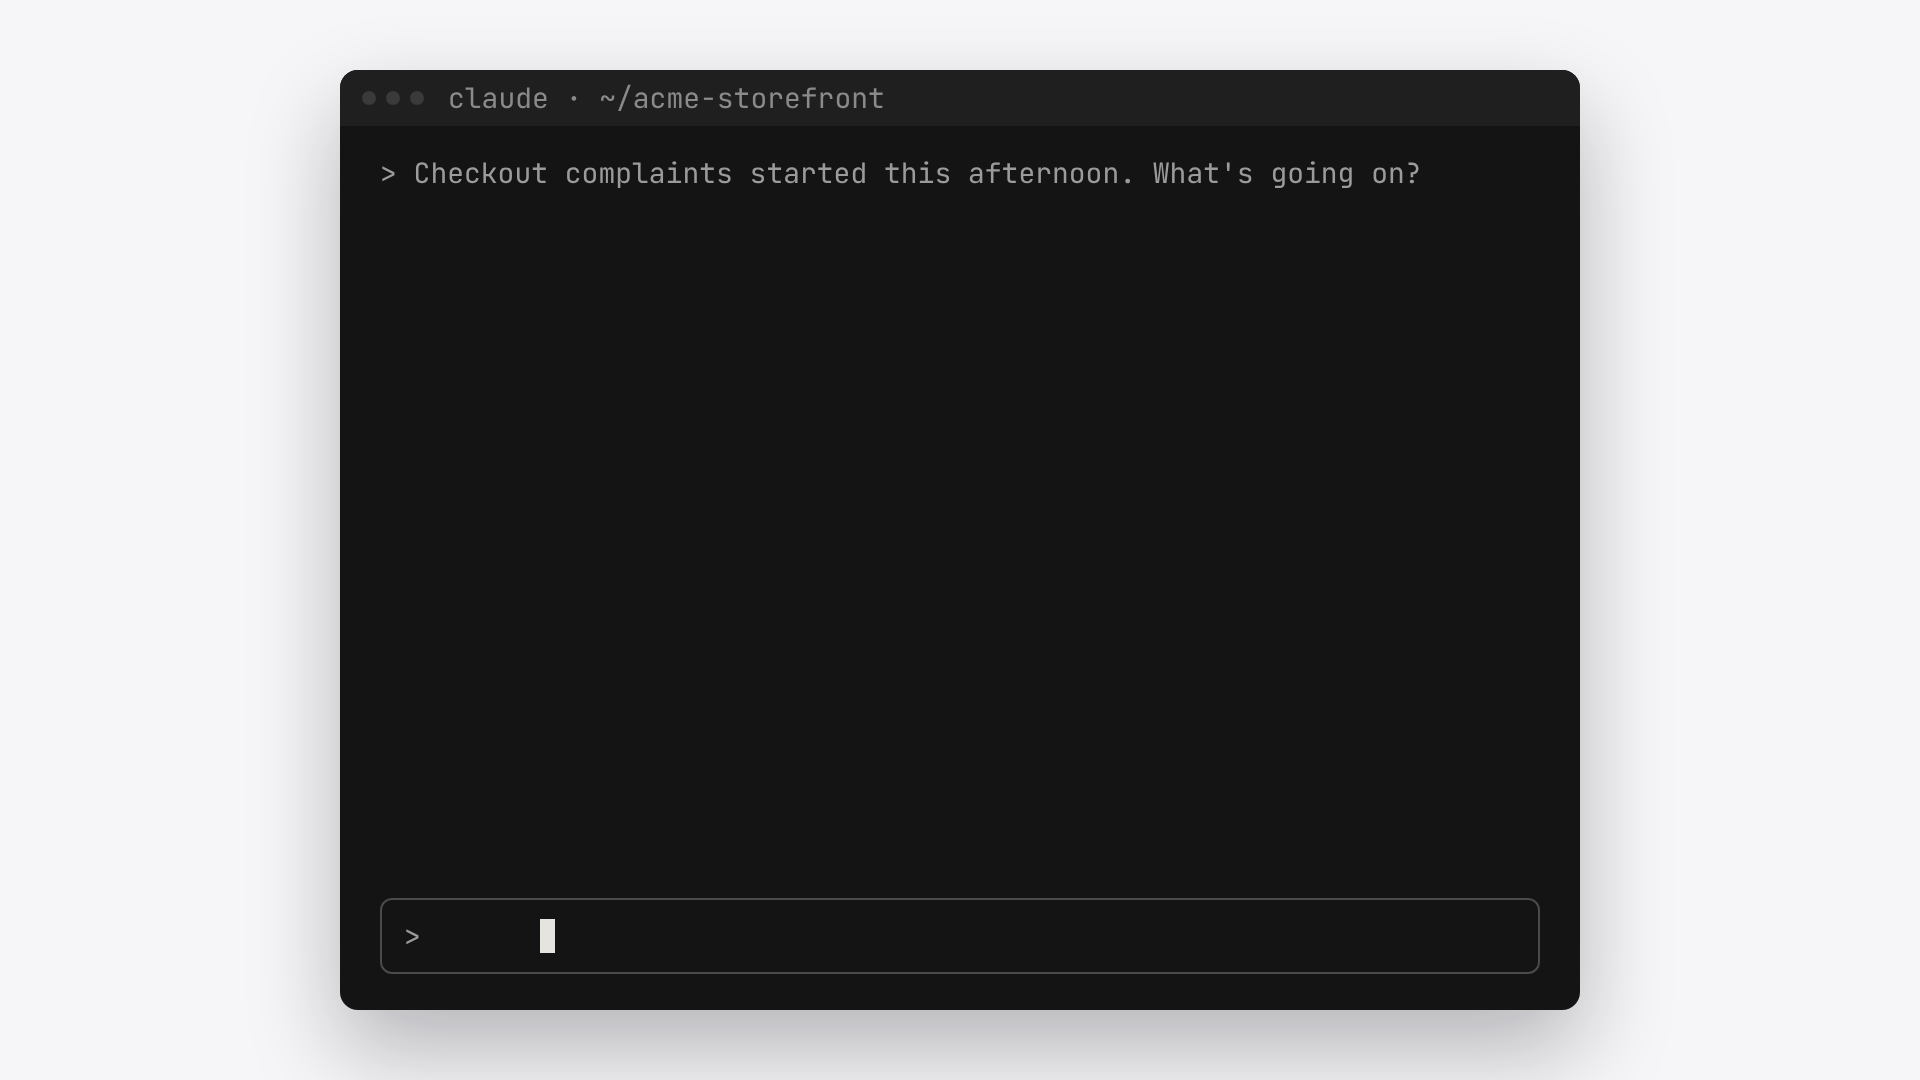 claude · ~/acme-storefront
> Checkout complaints started this afternoon. What's going on?
>